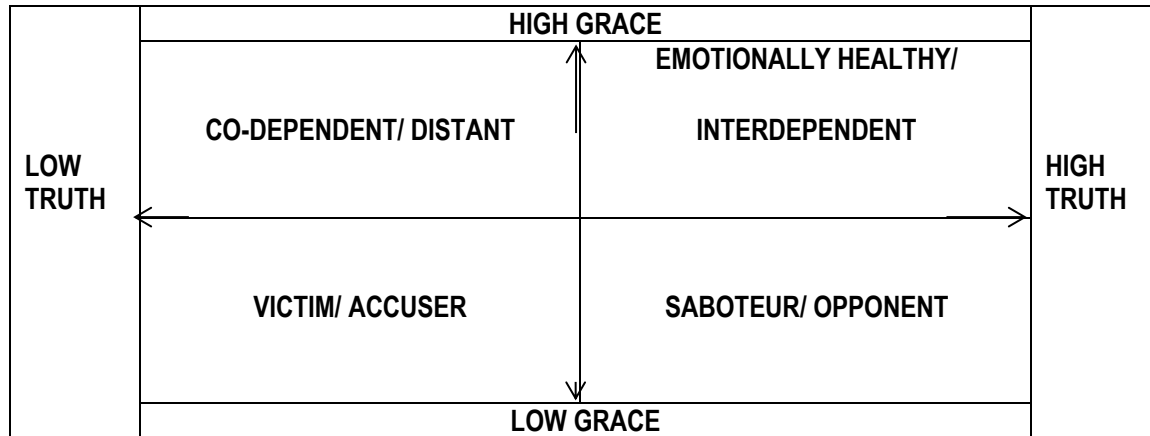 HIGH GRACE
EMOTIONALLY HEALTHY/
CO-DEPENDENT/ DISTANT
INTERDEPENDENT
LOW
TRUTH
HIGH
TRUTH
VICTIM/ ACCUSER
SABOTEUR/ OPPONENT
LOW GRACE